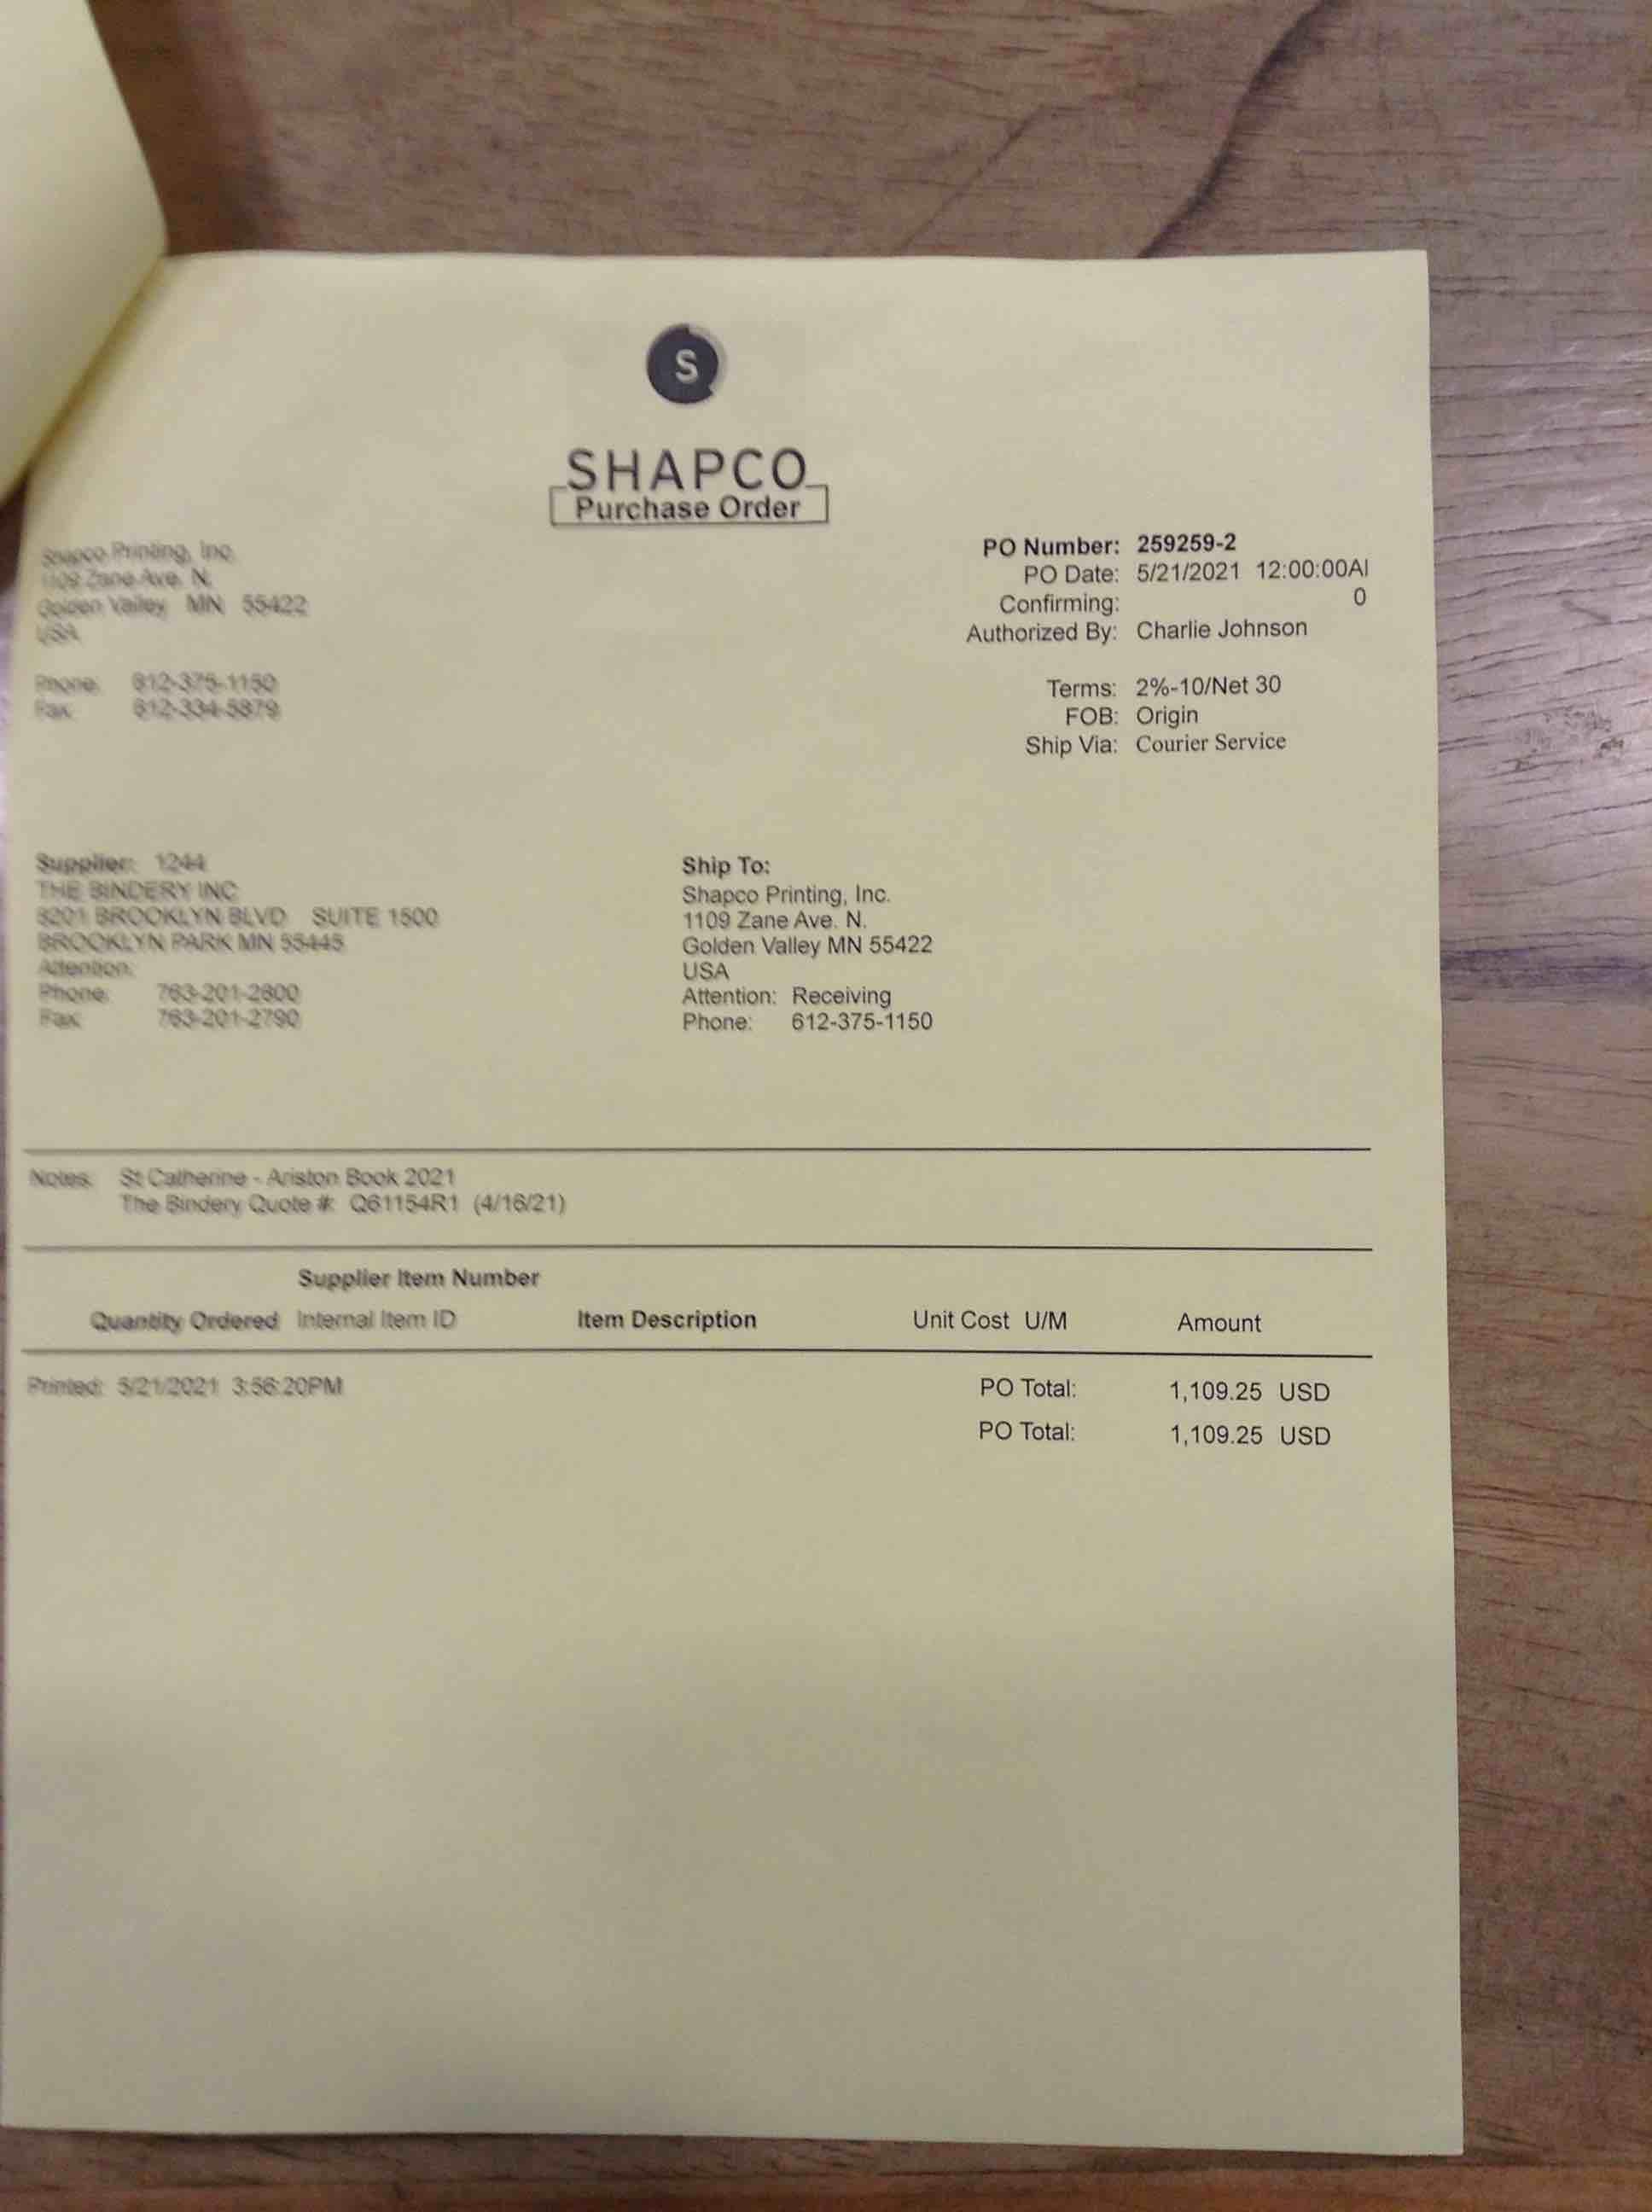 S
SHAPCO
Purchase Order
Shapco Printing, Inc.
1109 Zane Ave. N.
Golden Valley MN 55422
USA
Phone: 612-375-1150
Fax: 612-334-5879
PO Number: 259259-2
PO Date: 5/21/2021 12:00:00AI
Confirming: 0
Authorized By: Charlie Johnson
Terms: 2%-10/Net 30
FOB: Origin
Ship Via: Courier Service
Supplier: 1244
THE BINDERY INC
8201 BROOKLYN BLVD SUITE 1500
BROOKLYN PARK MN 55445
Attention:
Phone: 763-201-2800
Fax: 763-201-2790
Ship To:
Shapco Printing, Inc.
1109 Zane Ave. N.
Golden Valley MN 55422
USA
Attention: Receiving
Phone: 612-375-1150
Notes: St Catherine - Ariston Book 2021
The Bindery Quote #: Q61154R1 (4/16/21)
Supplier Item Number
Quantity Ordered Internal Item ID Item Description Unit Cost U/M Amount
Printed: 5/21/2021 3:56:20PM PO Total: 1,109.25 USD
PO Total: 1,109.25 USD